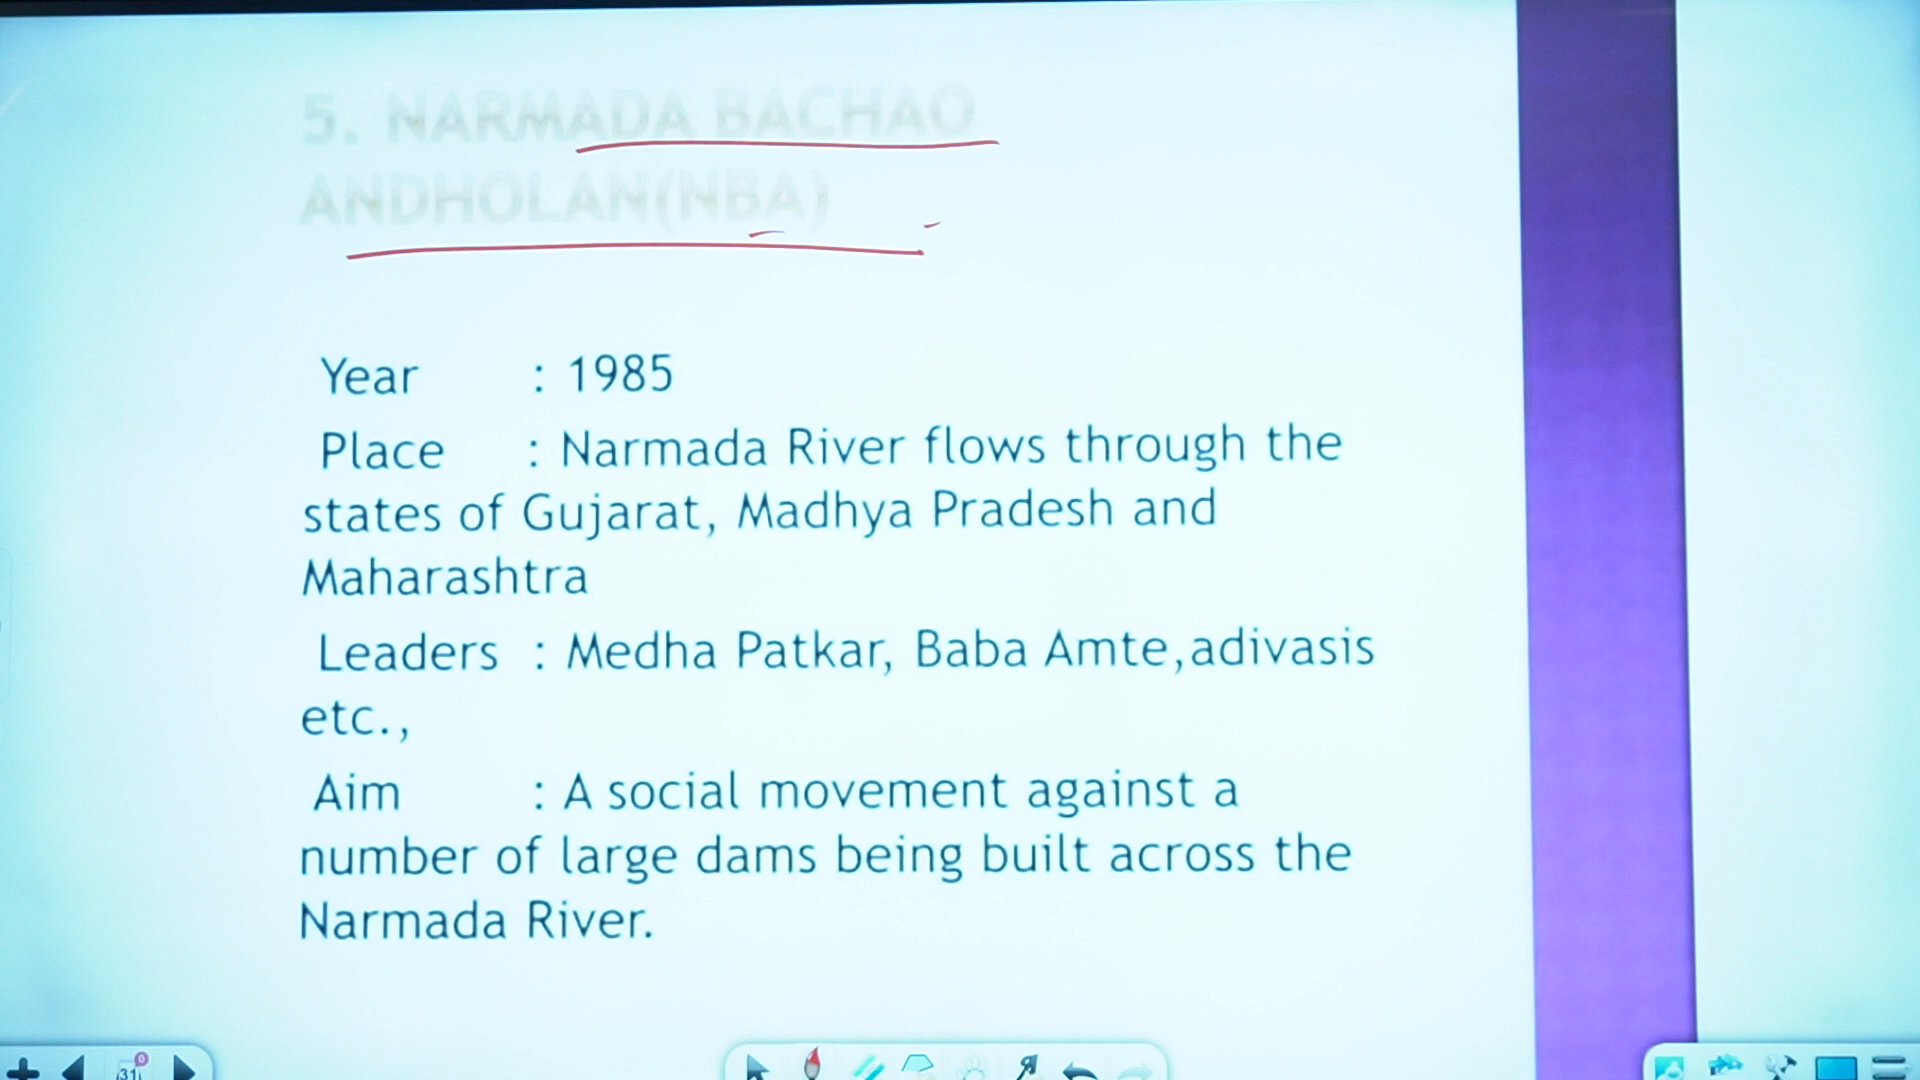 5. NARMADA BACHAO
ANDHOLAN(NBA)
Year : 1985
Place : Narmada River flows through the
states of Gujarat, Madhya Pradesh and
Maharashtra
Leaders : Medha Patkar, Baba Amte,adivasis
etc.,
Aim : A social movement against a
number of large dams being built across the
Narmada River.
31
0